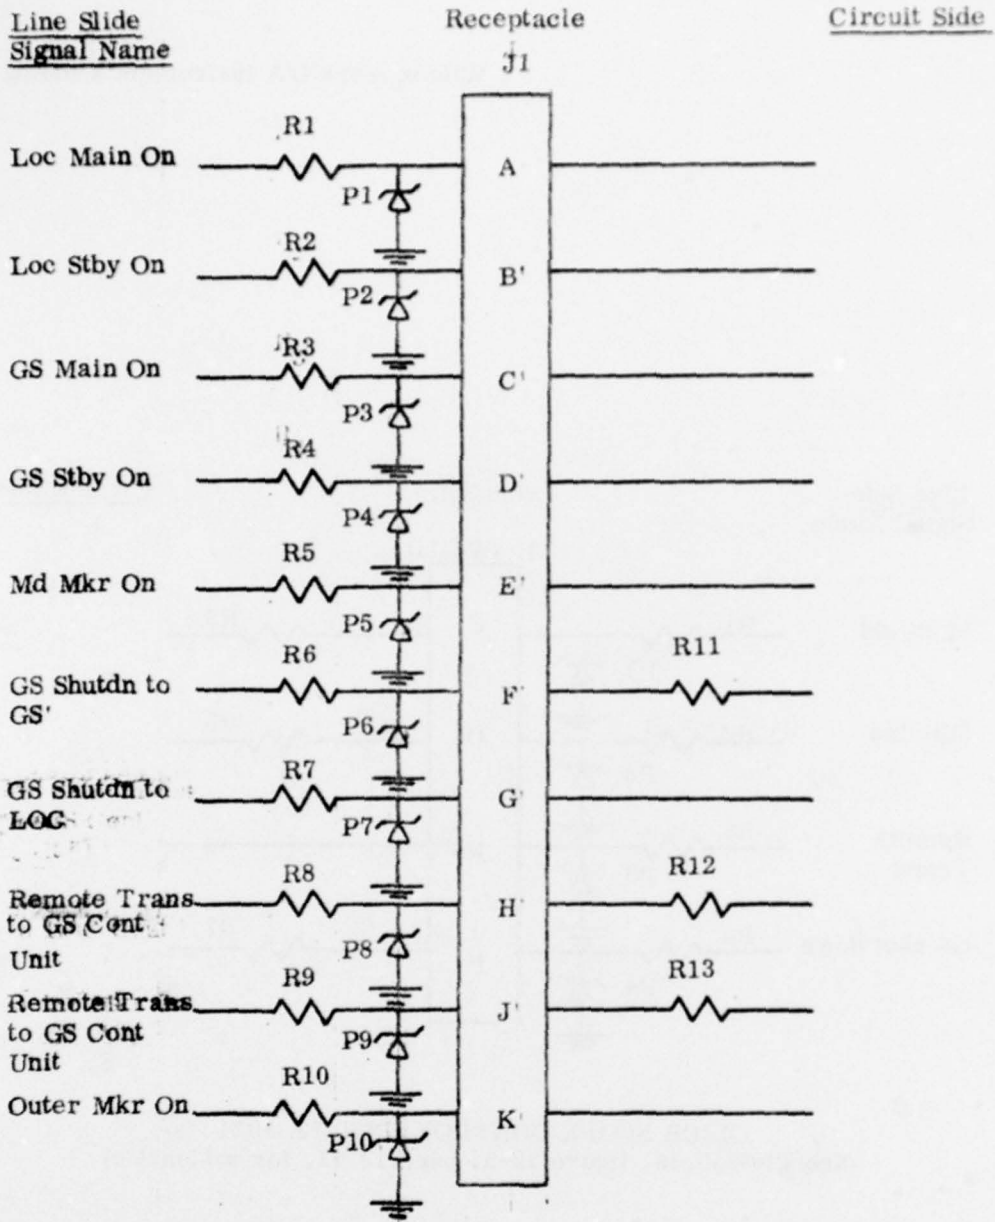 Line Slide
Signal Name
Receptacle
J1
Circuit Side
Loc Main On
R1
P1
A
Loc Stby On
R2
P2
B'
GS Main On
R3
P3
C'
GS Stby On
R4
P4
D'
Md Mkr On
R5
P5
E'
GS Shutdn to
GS'
R6
P6
F'
R11
GS Shutdn to
LOC
R7
P7
G'
Remote Trans
to GS Cont
Unit
R8
P8
H'
R12
Remote Trans
to GS Cont
Unit
R9
P9
J'
R13
Outer Mkr On
R10
P10
K'